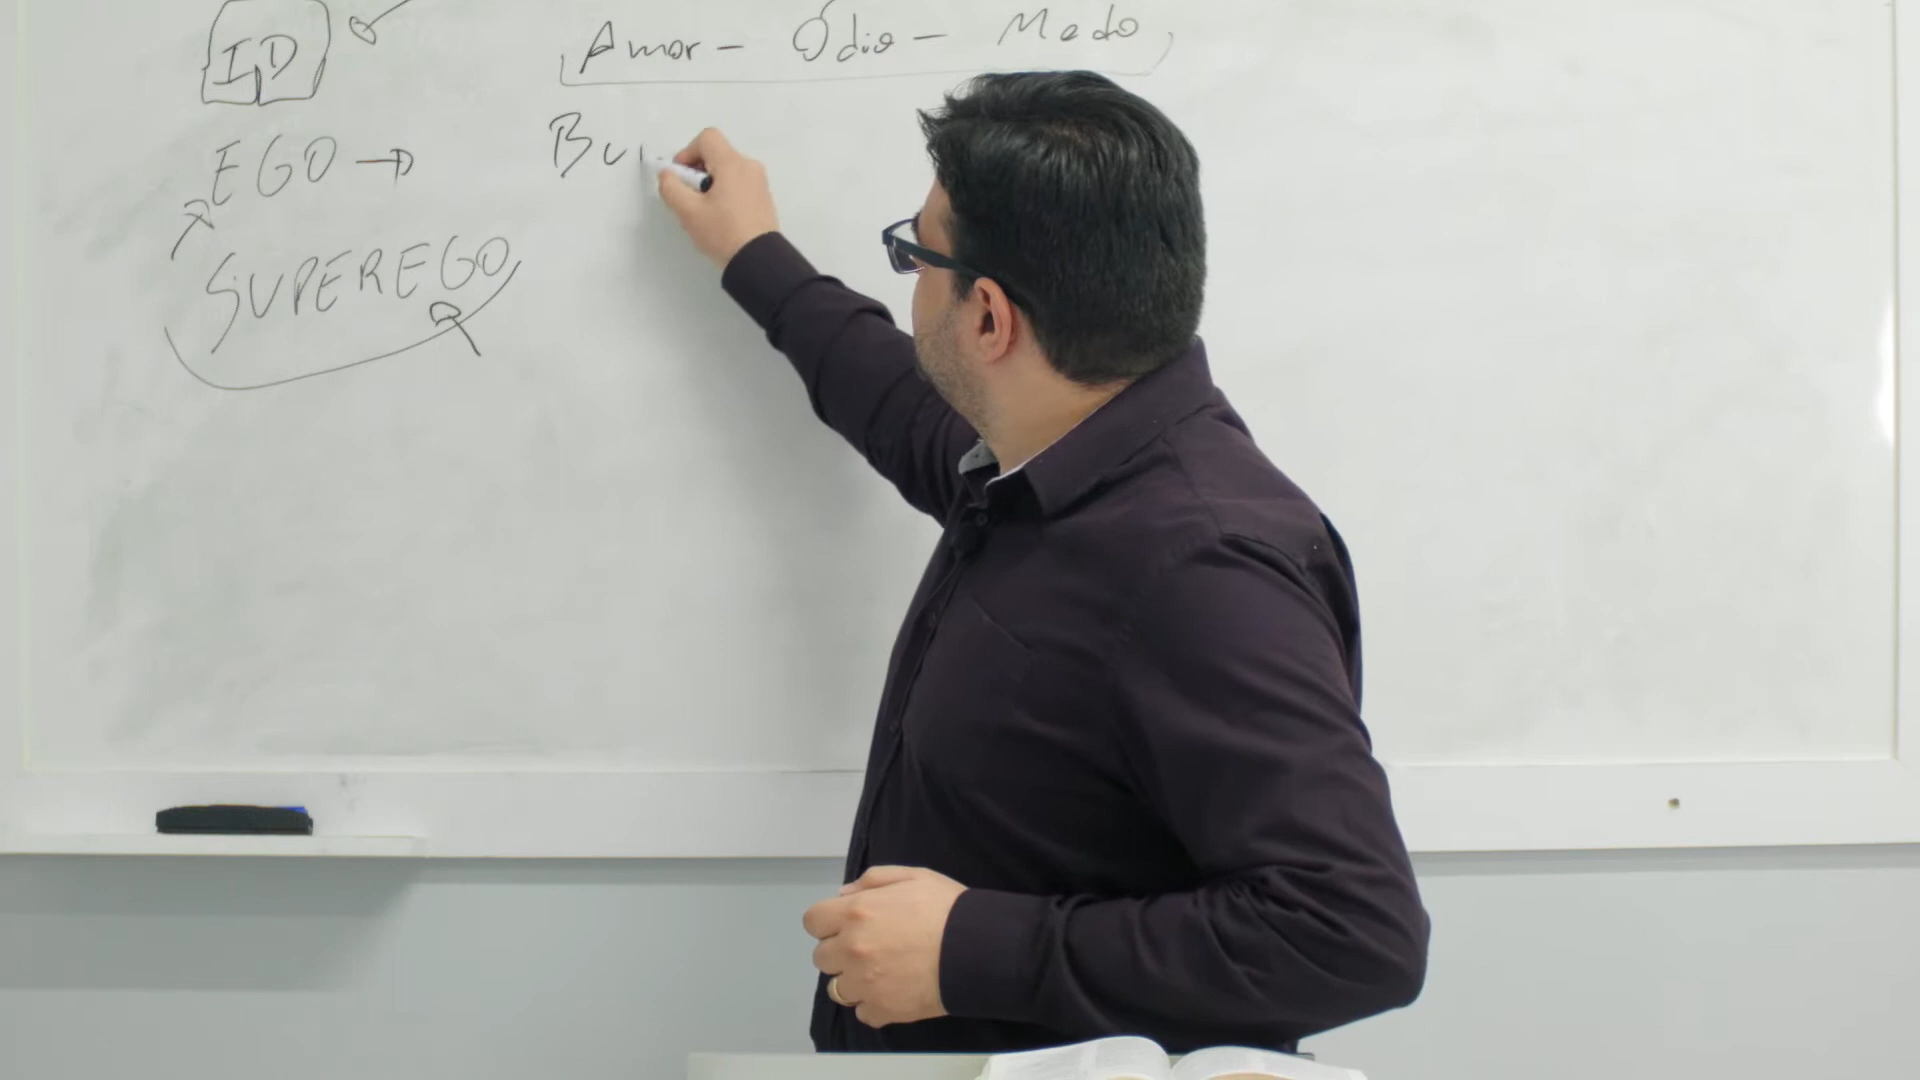 ID
Amor - Ódio - Medo
EGO →
Bu
SUPEREGO